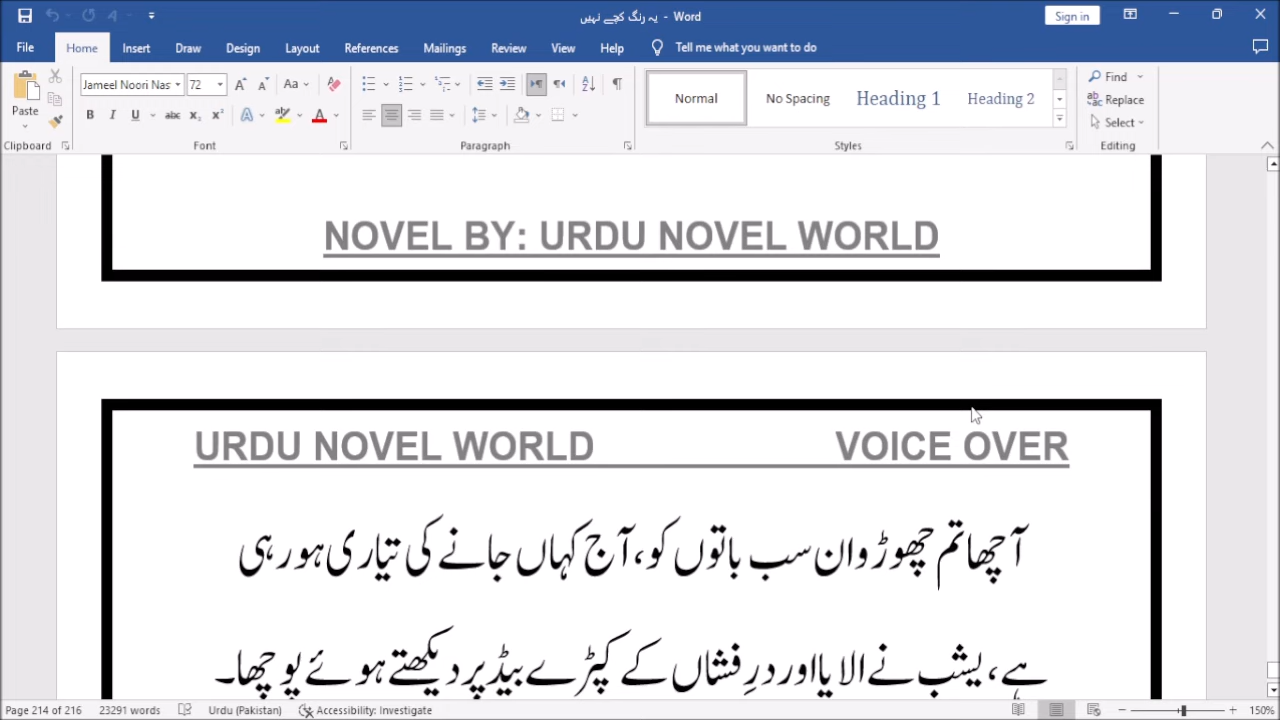 یہ رنگ کچے نہیں - Word
Sign in
File Home Insert Draw Design Layout References Mailings Review View Help Tell me what you want to do
Paste
Jameel Noori Nas 72
Aa
B I U abc x₂ x² A A
Normal
No Spacing
Heading 1
Heading 2
Find
Replace
Select
Clipboard Font Paragraph Styles Editing
NOVEL BY: URDU NOVEL WORLD
URDU NOVEL WORLD VOICE OVER
آچھا تم چھوڑو ان سب باتوں کو، آج کہاں جانے کی تیاری ہو رہی
ہے، یشب نے الایا اور درِفشاں کے کپڑے بیڈ پر دیکھتے ہوئے پوچھا۔
Page 214 of 216 23291 words Urdu (Pakistan) Accessibility: Investigate 150%